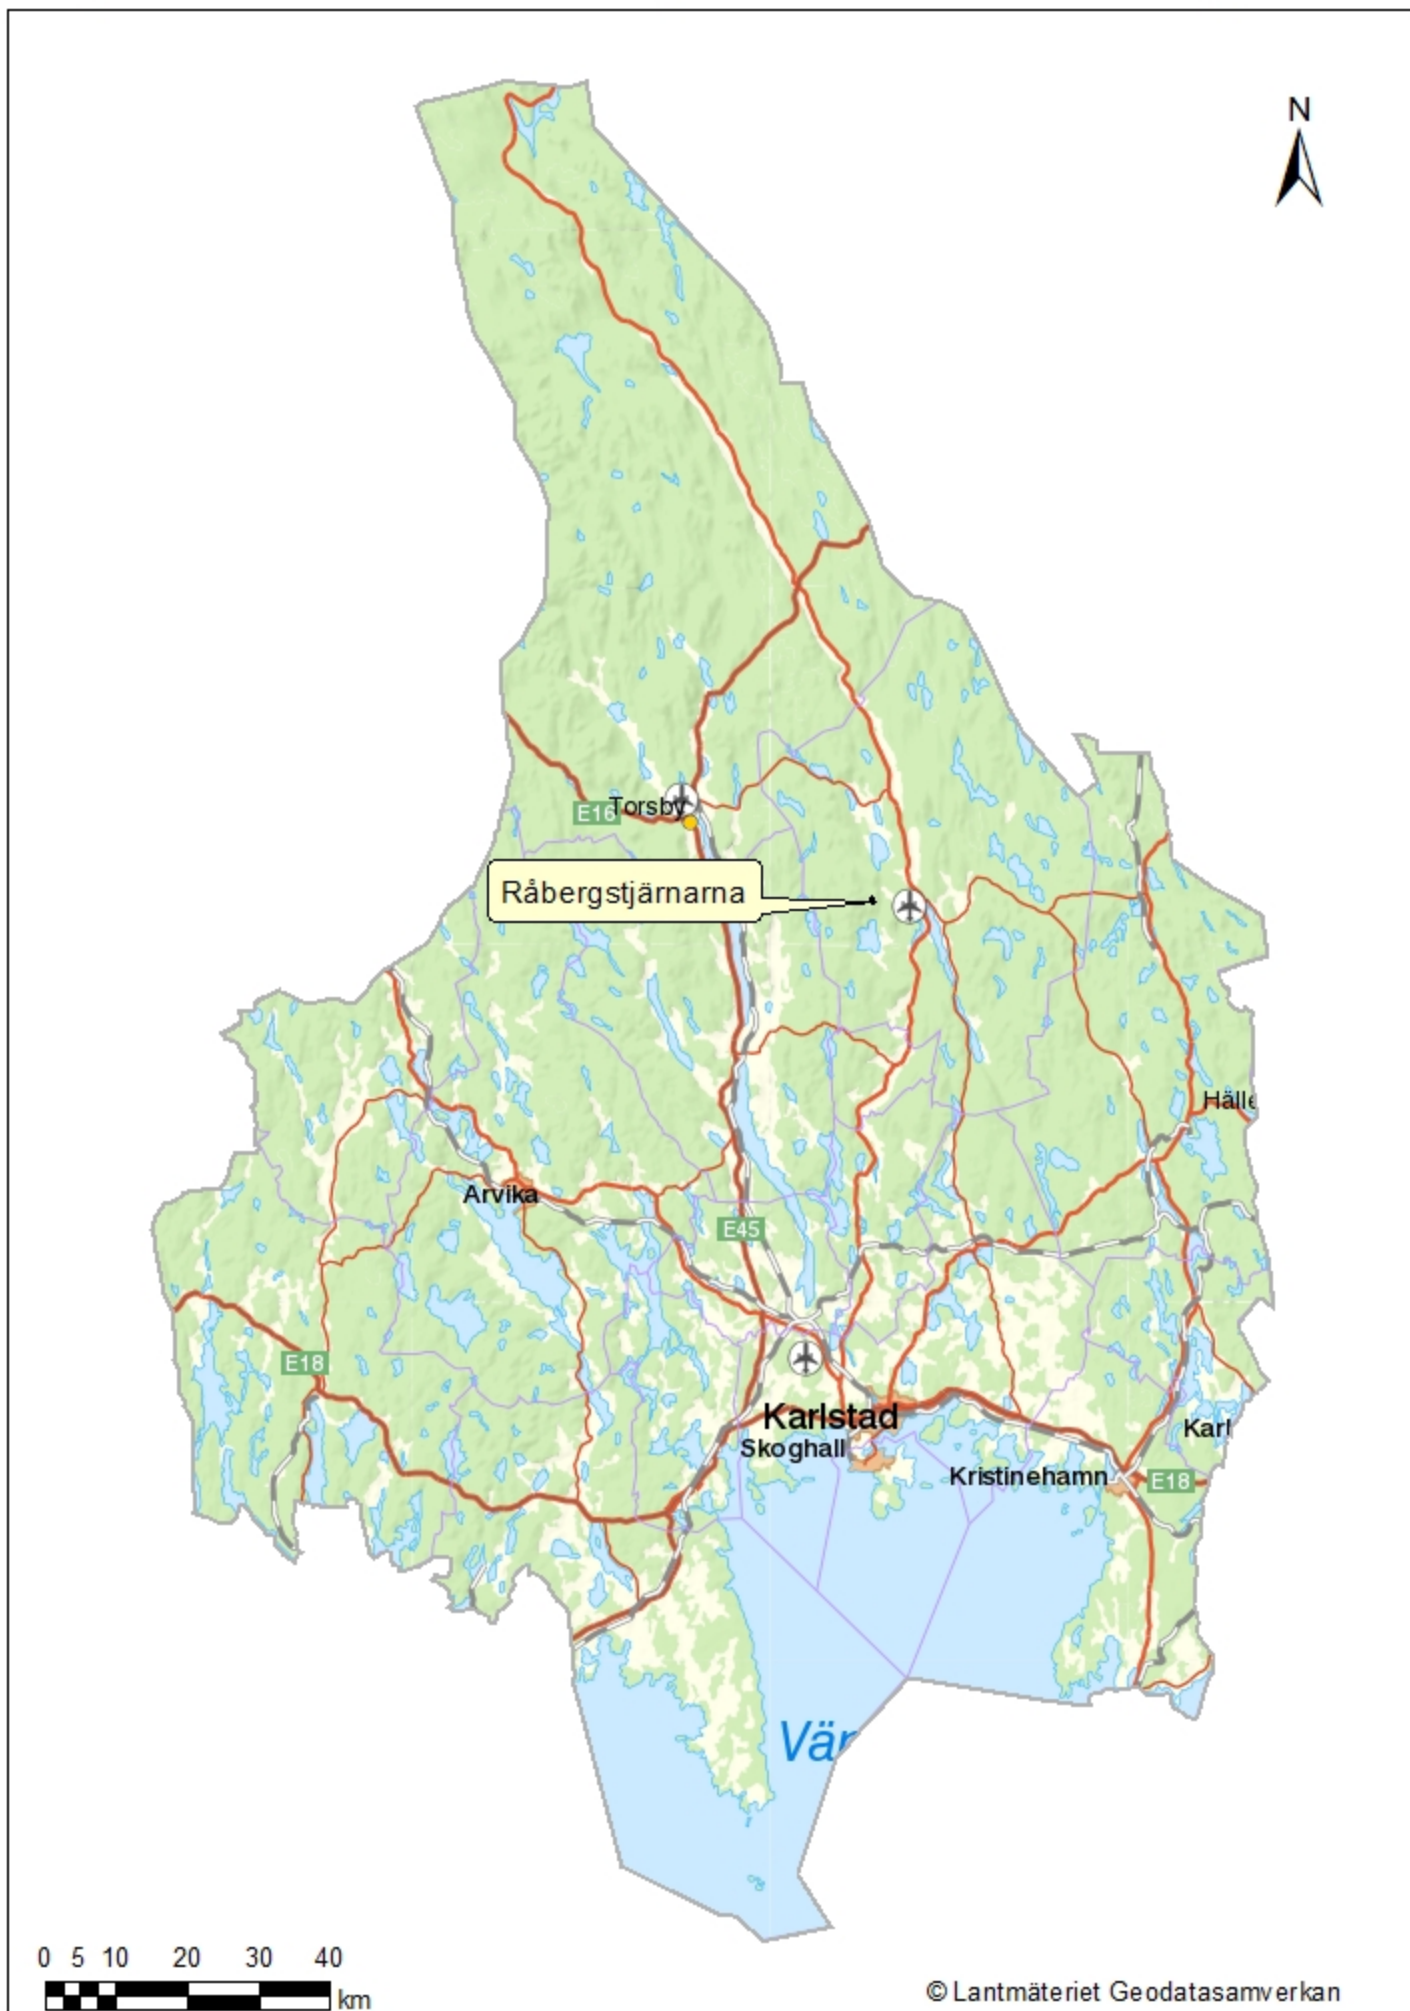 N
E16
Torsby
Råbergstjärnarna
Hälle
Arvika
E45
E18
Karlstad
Skoghall
Karl
Kristinehamn
E18
Vär
0 5 10 20 30 40
km
© Lantmäteriet Geodatasamverkan